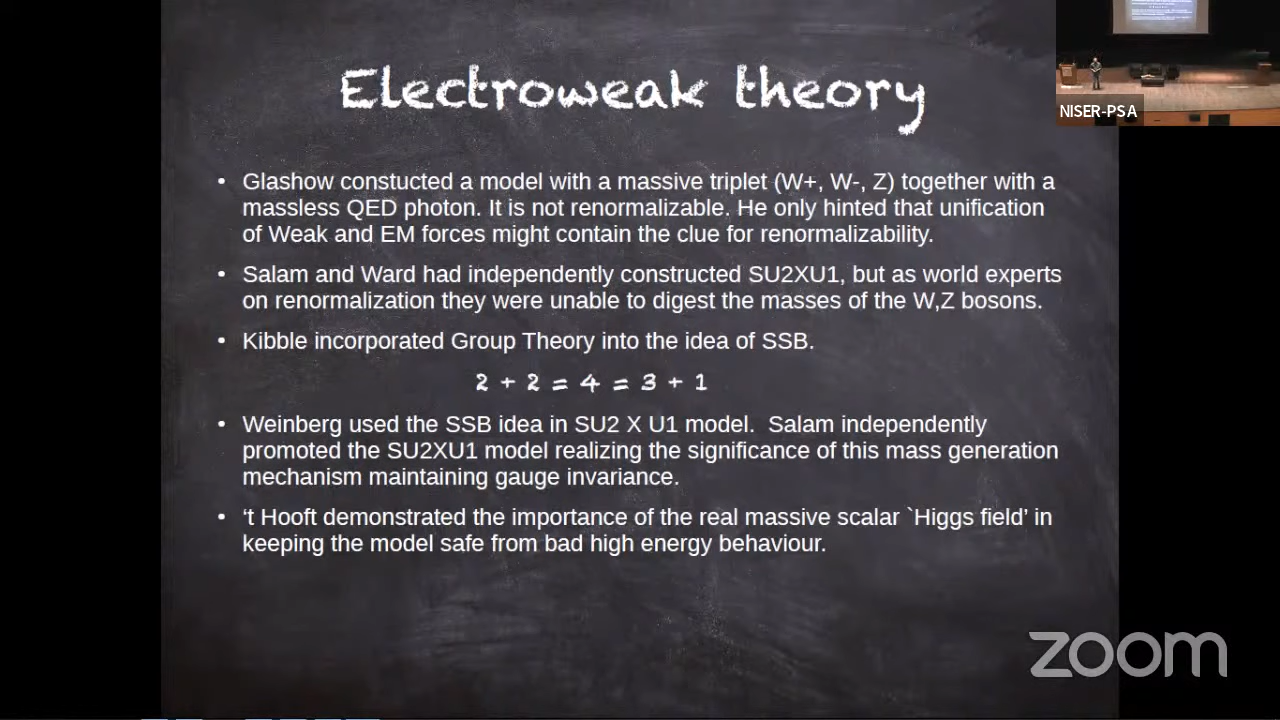 Electroweak theory
NISER-PSA
• Glashow constucted a model with a massive triplet (W+, W-, Z) together with a
massless QED photon. It is not renormalizable. He only hinted that unification
of Weak and EM forces might contain the clue for renormalizability.
• Salam and Ward had independently constructed SU2XU1, but as world experts
on renormalization they were unable to digest the masses of the W,Z bosons.
• Kibble incorporated Group Theory into the idea of SSB.
2 + 2 = 4 = 3 + 1
• Weinberg used the SSB idea in SU2 X U1 model.  Salam independently
promoted the SU2XU1 model realizing the significance of this mass generation
mechanism maintaining gauge invariance.
• ‘t Hooft demonstrated the importance of the real massive scalar `Higgs field’ in
keeping the model safe from bad high energy behaviour.
zoom